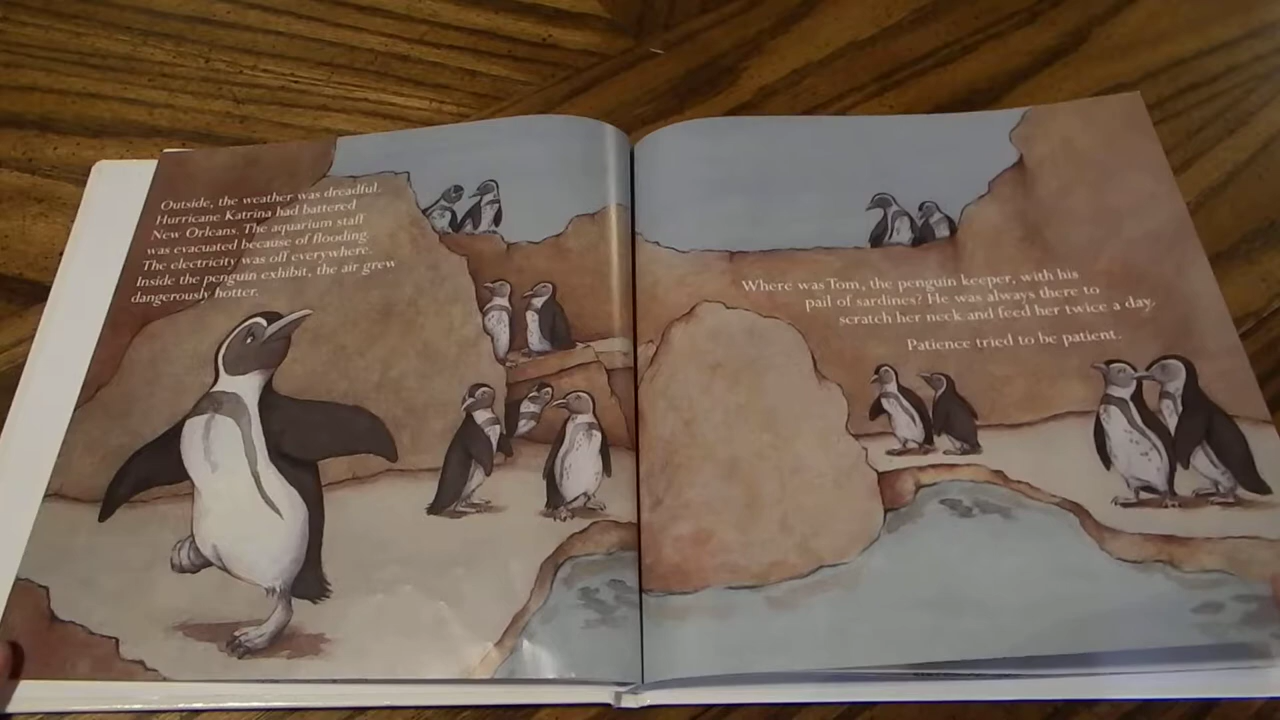 Outside, the weather was dreadful.
Hurricane Katrina had battered
New Orleans. The aquarium staff
was evacuated because of flooding.
The electricity was off everywhere.
Inside the penguin exhibit, the air grew
dangerously hotter.
Where was Tom, the penguin keeper, with his
pail of sardines? He was always there to
scratch her neck and feed her twice a day.
Patience tried to be patient.